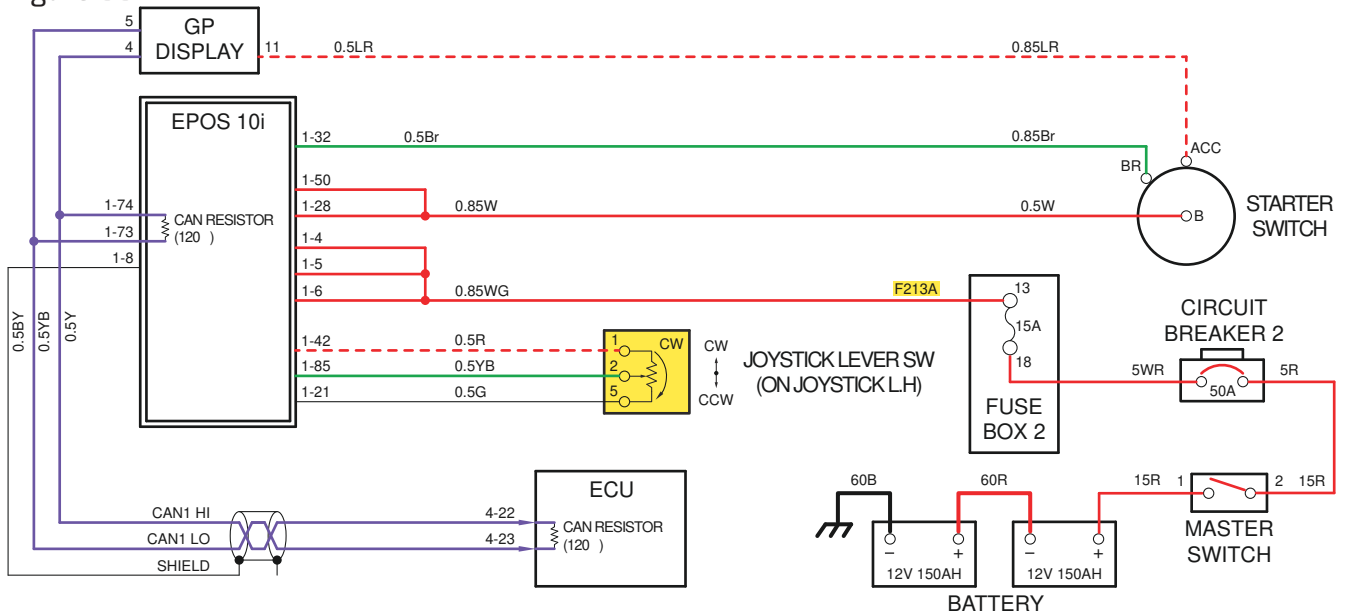 5
GP
DISPLAY
4
11
0.5LR
0.85LR
ACC
EPOS 10i
1-32
0.5Br
0.85Br
BR
1-50
1-28
0.85W
0.5W
B
STARTER
SWITCH
1-74
1-73
CAN RESISTOR
(120 )
1-8
1-4
1-5
1-6
0.85WG
F213A
13
15A
18
FUSE
BOX 2
CIRCUIT
BREAKER 2
5WR
50A
5R
0.5BY
0.5YB
0.5Y
1-42
0.5R
1
CW
1-85
0.5YB
2
1-21
0.5G
5
CW
CCW
JOYSTICK LEVER SW
(ON JOYSTICK L.H)
ECU
4-22
4-23
CAN RESISTOR
(120 )
CAN1 HI
CAN1 LO
SHIELD
60B
60R
15R
1
2
15R
MASTER
SWITCH
−
+
12V 150AH
−
+
12V 150AH
BATTERY